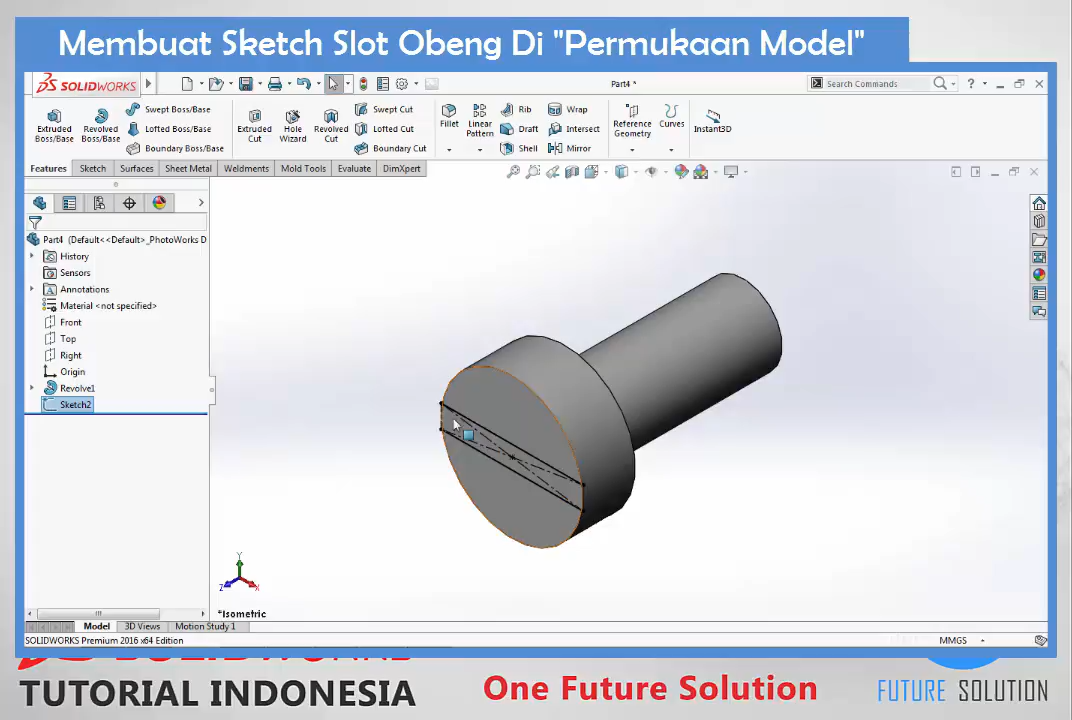 Membuat Sketch Slot Obeng Di "Permukaan Model"
SOLIDWORKS
Part4 *
Search Commands
Extruded Boss/Base
Revolved Boss/Base
Swept Boss/Base
Lofted Boss/Base
Boundary Boss/Base
Extruded Cut
Hole Wizard
Revolved Cut
Swept Cut
Lofted Cut
Boundary Cut
Fillet
Linear Pattern
Rib
Draft
Shell
Wrap
Intersect
Mirror
Reference Geometry
Curves
Instant3D
Features
Sketch
Surfaces
Sheet Metal
Weldments
Mold Tools
Evaluate
DimXpert
Part4 (Default<<Default>_PhotoWorks D
History
Sensors
Annotations
Material <not specified>
Front
Top
Right
Origin
Revolve1
Sketch2
Y
Z
X
*Isometric
Model
3D Views
Motion Study 1
SOLIDWORKS Premium 2016 x64 Edition
MMGS
TUTORIAL INDONESIA
One Future Solution
FUTURE SOLUTION